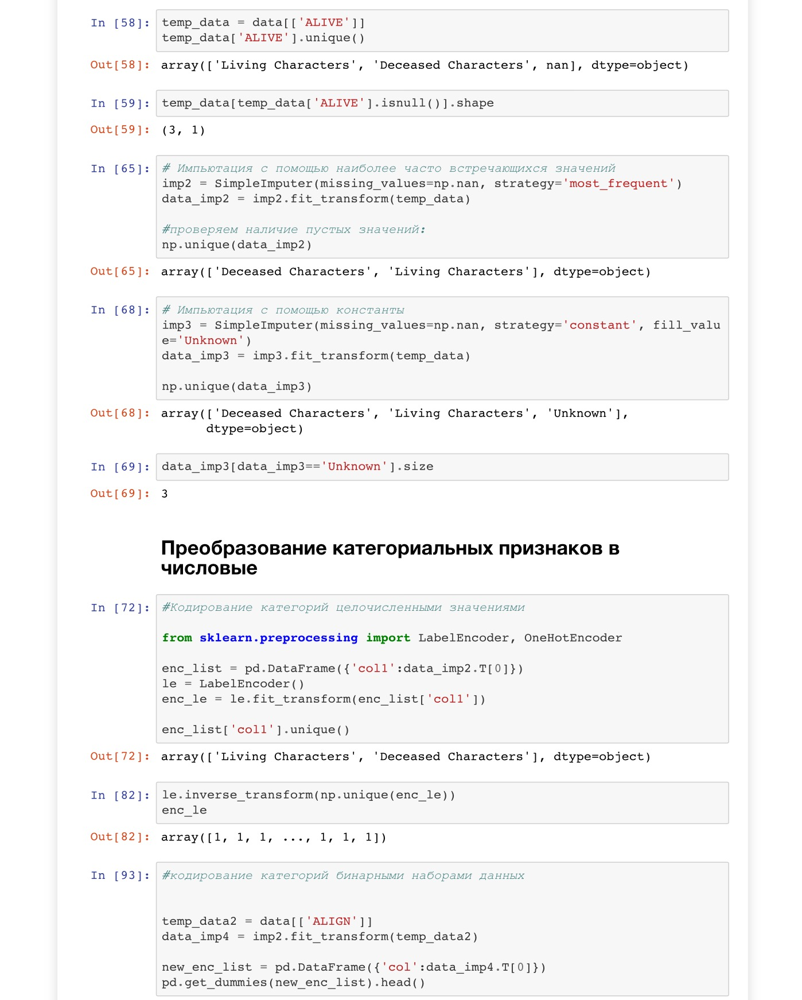 In [58]: temp_data = data[['ALIVE']]
temp_data['ALIVE'].unique()
Out[58]: array(['Living Characters', 'Deceased Characters', nan], dtype=object)
In [59]: temp_data[temp_data['ALIVE'].isnull()].shape
Out[59]: (3, 1)
In [65]: # Импьютация с помощью наиболее часто встречающихся значений
imp2 = SimpleImputer(missing_values=np.nan, strategy='most_frequent')
data_imp2 = imp2.fit_transform(temp_data)
#проверяем наличие пустых значений:
np.unique(data_imp2)
Out[65]: array(['Deceased Characters', 'Living Characters'], dtype=object)
In [68]: # Импьютация с помощью константы
imp3 = SimpleImputer(missing_values=np.nan, strategy='constant', fill_valu
e='Unknown')
data_imp3 = imp3.fit_transform(temp_data)
np.unique(data_imp3)
Out[68]: array(['Deceased Characters', 'Living Characters', 'Unknown'],
dtype=object)
In [69]: data_imp3[data_imp3=='Unknown'].size
Out[69]: 3
Преобразование категориальных признаков в
числовые
In [72]: #Кодирование категорий целочисленными значениями
from sklearn.preprocessing import LabelEncoder, OneHotEncoder
enc_list = pd.DataFrame({'col1':data_imp2.T[0]})
le = LabelEncoder()
enc_le = le.fit_transform(enc_list['col1'])
enc_list['col1'].unique()
Out[72]: array(['Living Characters', 'Deceased Characters'], dtype=object)
In [82]: le.inverse_transform(np.unique(enc_le))
enc_le
Out[82]: array([1, 1, 1, ..., 1, 1, 1])
In [93]: #кодирование категорий бинарными наборами данных
temp_data2 = data[['ALIGN']]
data_imp4 = imp2.fit_transform(temp_data2)
new_enc_list = pd.DataFrame({'col':data_imp4.T[0]})
pd.get_dummies(new_enc_list).head()